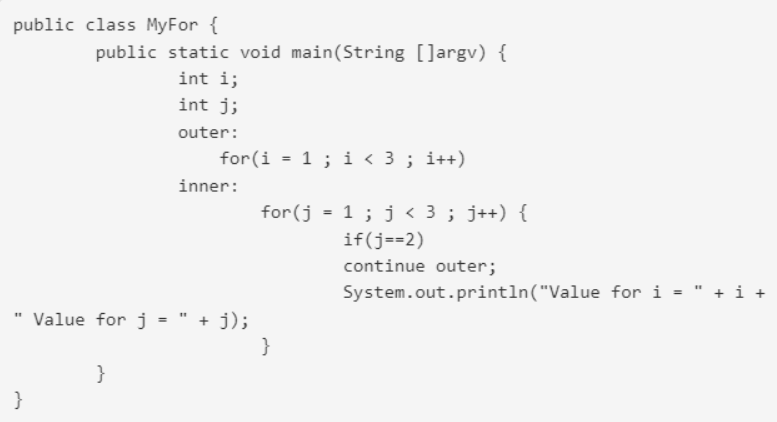 public class MyFor {
        public static void main(String []argv) {
                int i;
                int j;
                outer:
                    for(i = 1 ; i < 3 ; i++)
                inner:
                        for(j = 1 ; j < 3 ; j++) {
                                if(j==2)
                                continue outer;
                                System.out.println("Value for i = " + i +
" Value for j = " + j);
                        }
        }
}